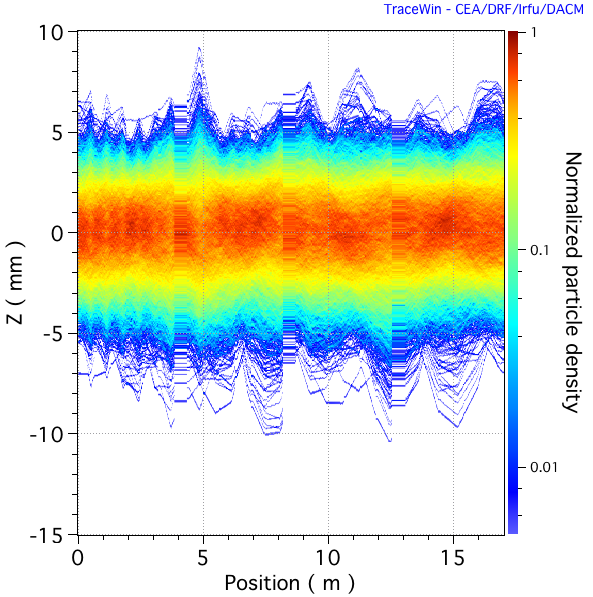 TraceWin - CEA/DRF/Irfu/DACM
10
5
0
-5
-10
-15
Z ( mm )
0 5 10 15
Position ( m )
1
0.1
0.01
Normalized particle density